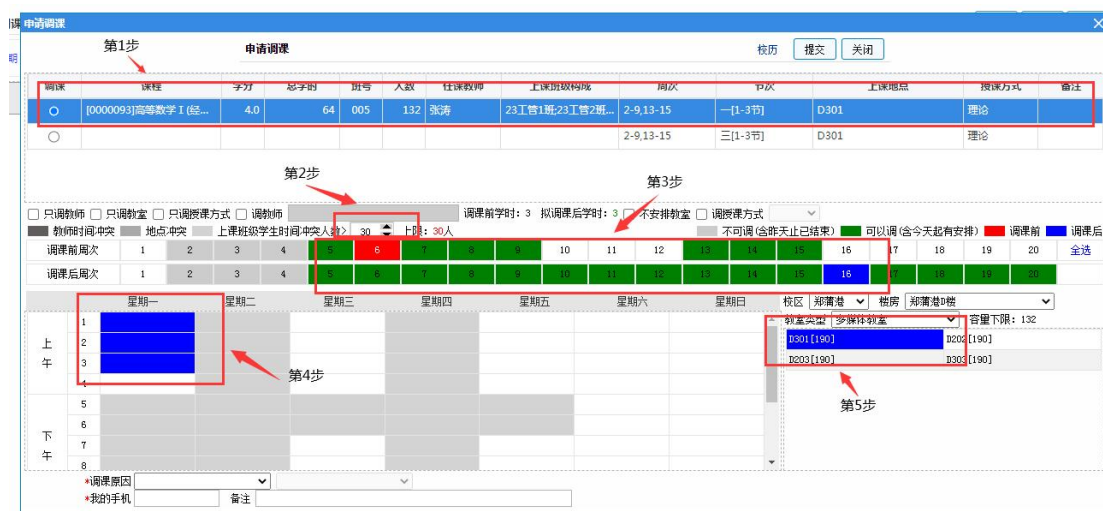 申请调课
第1步
申请调课 校历 提交 关闭
调课 课程 学分 总学时 班号 人数 任课教师 上课班级构成 周次 节次 上课地点 授课方式 备注
[0000093]高等数学Ⅰ(经... 4.0 64 005 132 张涛 23工管1班;23工管2班... 2-9,13-15 一[1-3节] D301 理论
2-9,13-15 三[1-3节] D301 理论
第2步
第3步
只调教师 只调教室 只调授课方式 调教师 调课前学时: 3 拟调课后学时: 3 不安排教室 调授课方式
教师时间冲突 地点冲突 上课班级学生时间冲突人数> 30 上限: 30人 不可调(含昨天止已结束) 可以调(含今天起有安排) 调课前 调课后
调课前周次 1 2 3 4 5 6 7 8 9 10 11 12 13 14 15 16 17 18 19 20 全选
调课后周次 1 2 3 4 5 6 7 8 9 10 11 12 13 14 15 16 17 18 19 20
星期一 星期二 星期三 星期四 星期五 星期六 星期日 校区 郑蒲港 楼房 郑蒲港D楼
教室类型 多媒体教室 容量下限: 132
上午 1 2 3 4
D301[190] D202[190]
D203[190] D303[190]
第4步
第5步
下午 5 6 7 8
*调课原因
*我的手机 备注